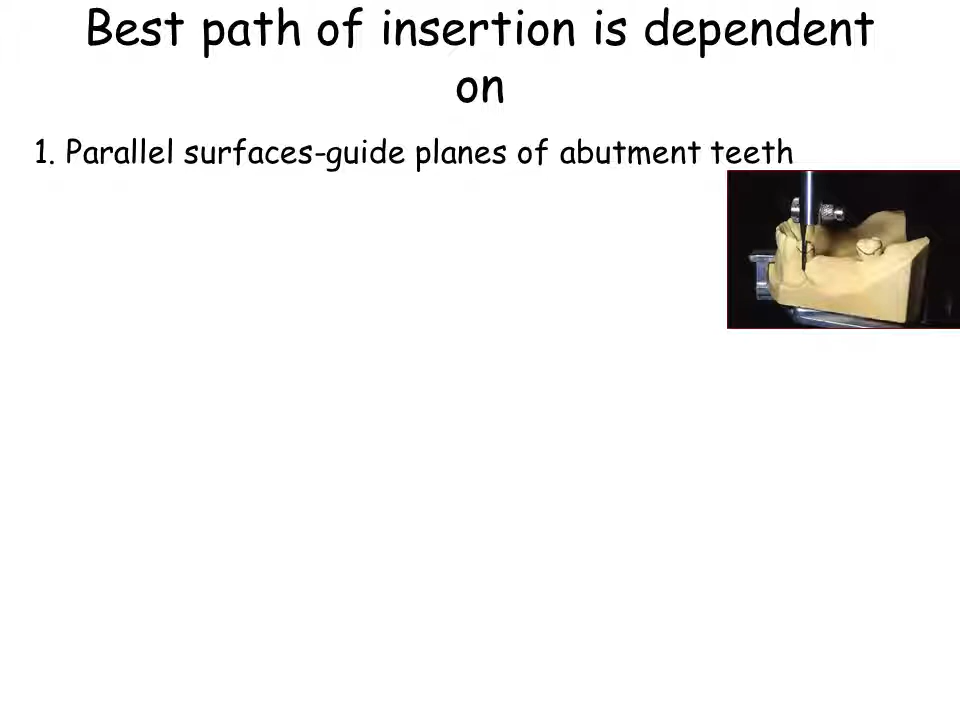 Best path of insertion is dependent
on
1. Parallel surfaces-guide planes of abutment teeth